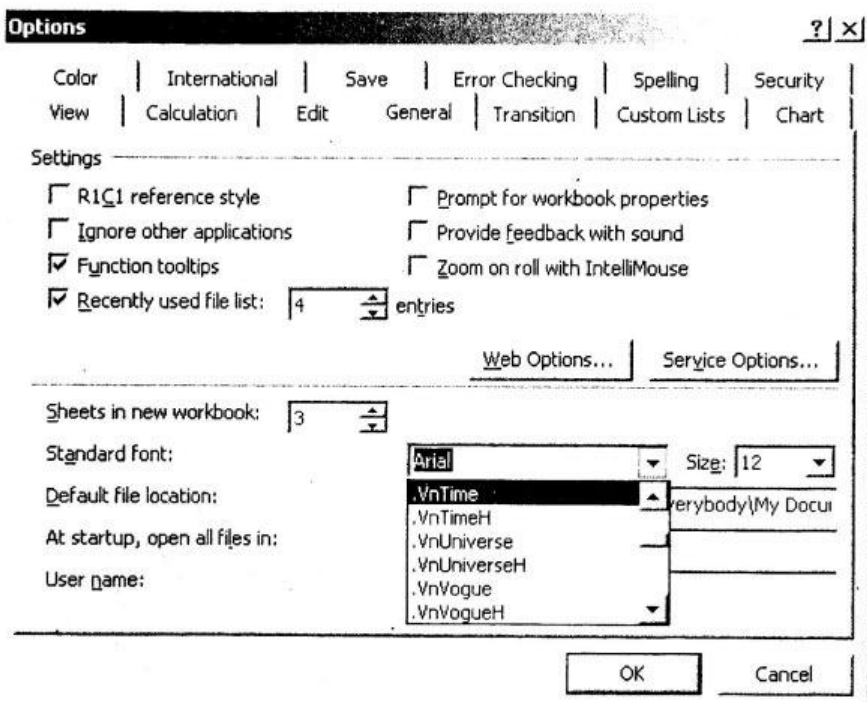 Options
Color International Save Error Checking Spelling Security
View Calculation Edit General Transition Custom Lists Chart
Settings
R1C1 reference style Prompt for workbook properties
Ignore other applications Provide feedback with sound
Function tooltips Zoom on roll with IntelliMouse
Recently used file list: 4 entries
Web Options... Service Options...
Sheets in new workbook: 3
Standard font: Arial Size: 12
.VnTime
Default file location: verybody\My Docu
.VnTimeH
At startup, open all files in: .VnUniverse
.VnUniverseH
User name: .VnVogue
.VnVogueH
OK Cancel